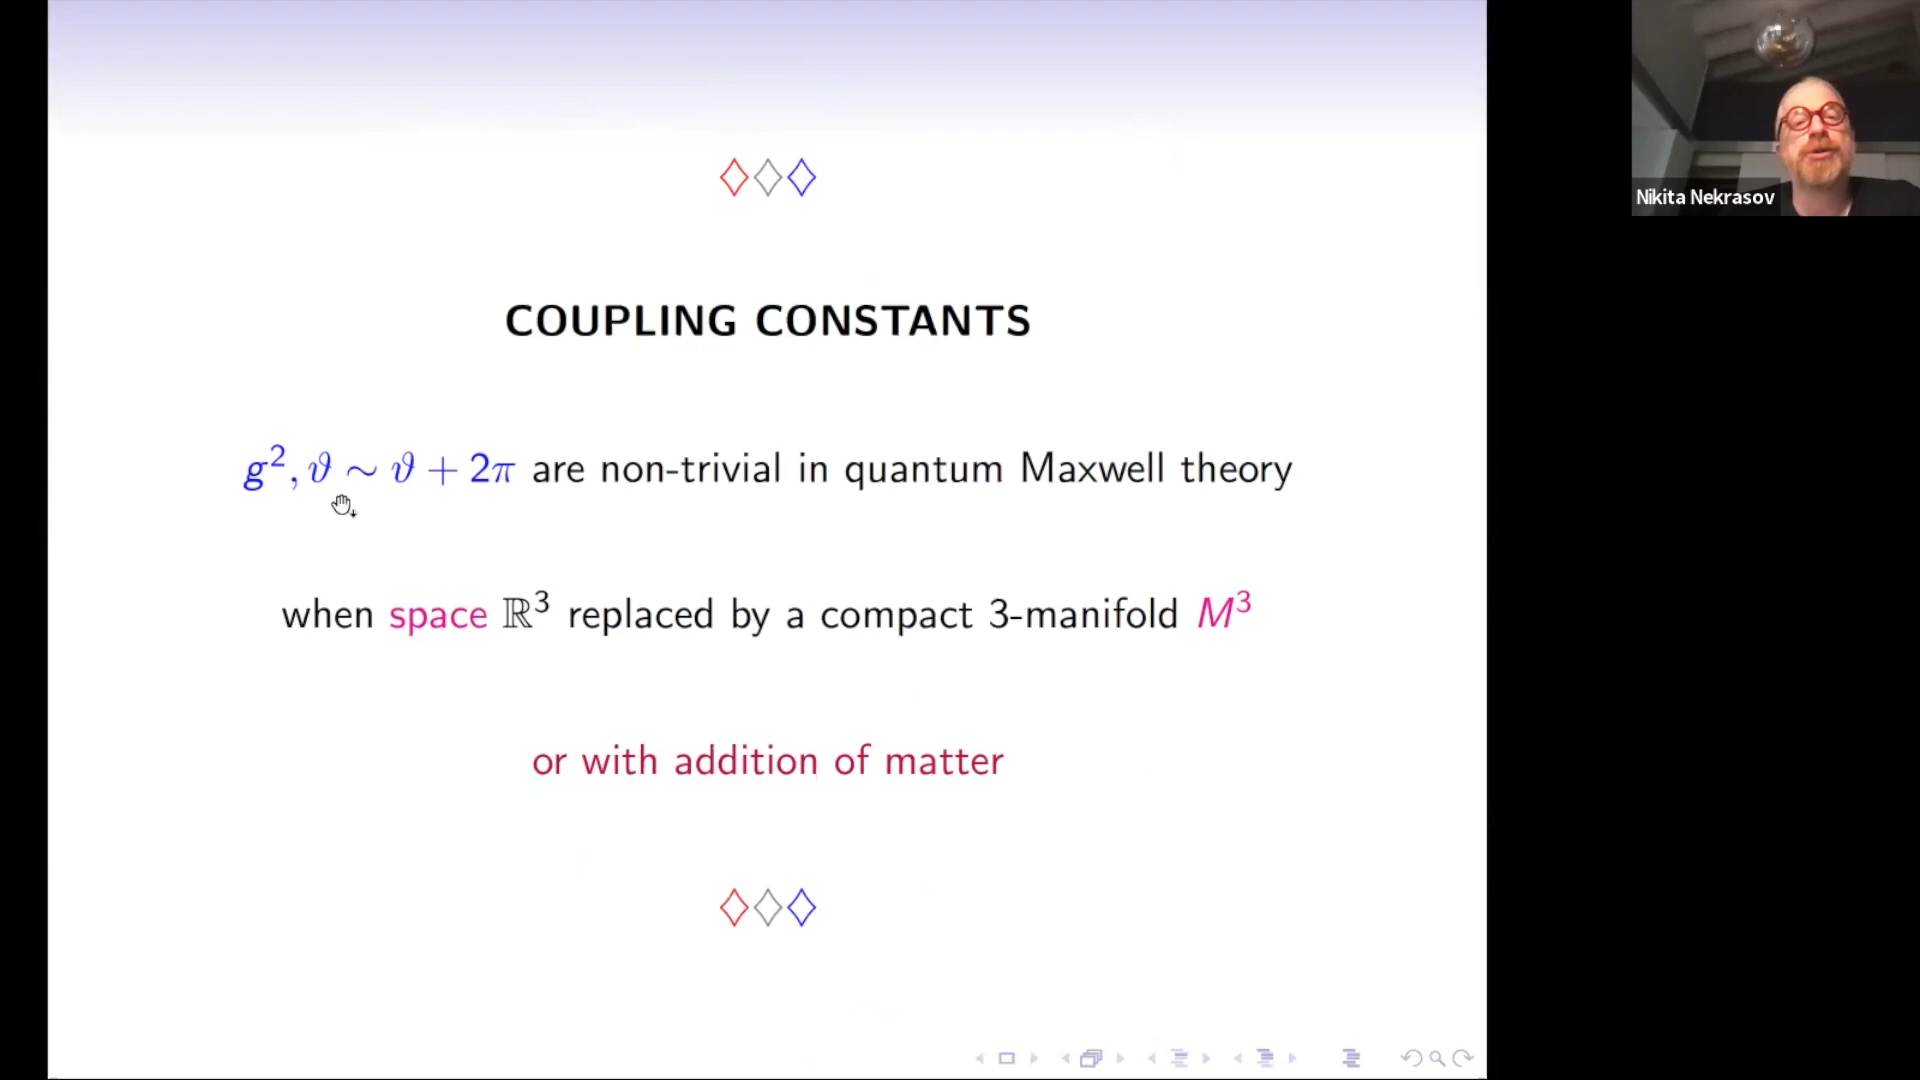 COUPLING CONSTANTS
g², ϑ ∼ ϑ + 2π are non-trivial in quantum Maxwell theory
when space ℝ³ replaced by a compact 3-manifold M³
or with addition of matter
Nikita Nekrasov